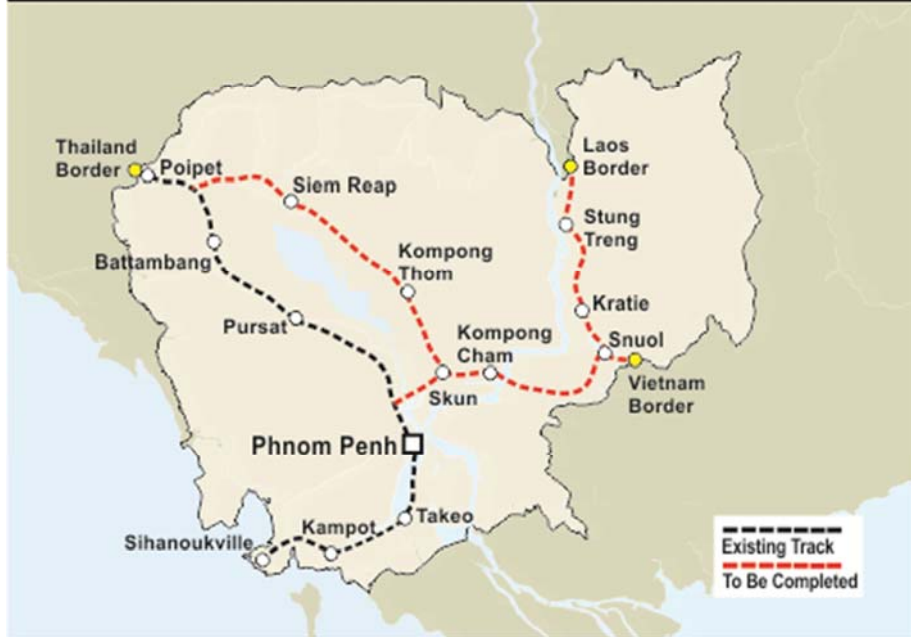 Thailand
Border
Poipet
Siem Reap
Laos
Border
Stung
Treng
Battambang
Kompong
Thom
Kratie
Pursat
Kompong
Cham
Snuol
Skun
Vietnam
Border
Phnom Penh
Takeo
Kampot
Sihanoukville
Existing Track
To Be Completed